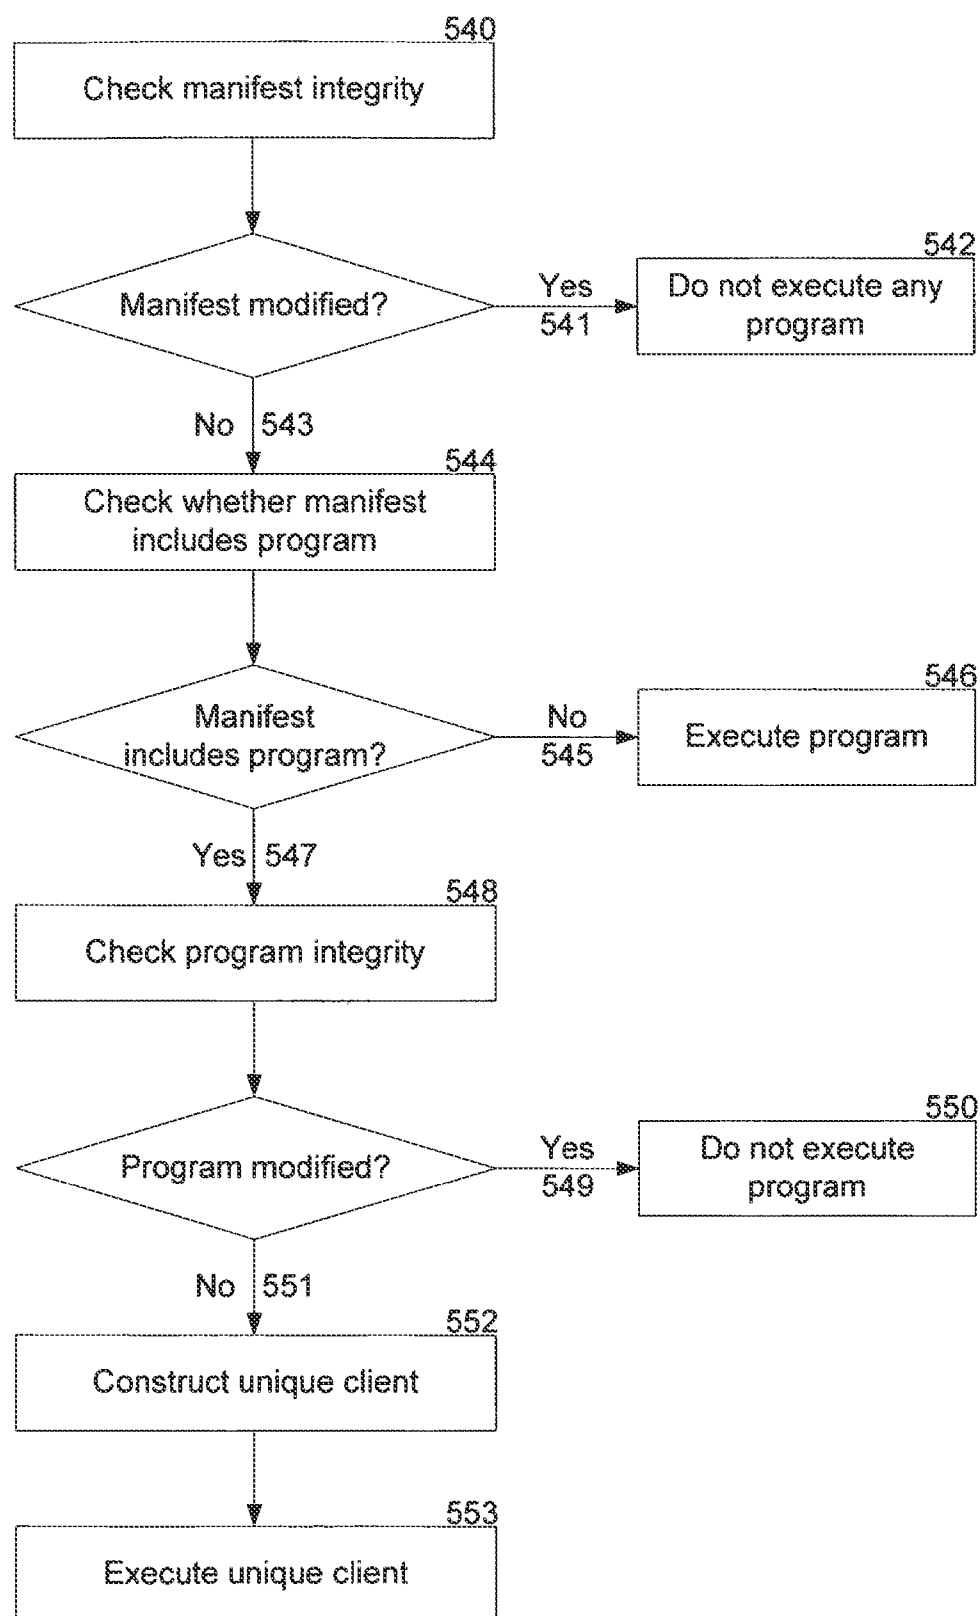 540
Check manifest integrity
Manifest modified?
Yes
541
542
Do not execute any
program
No 543
544
Check whether manifest
includes program
Manifest
includes program?
No
545
546
Execute program
Yes 547
548
Check program integrity
Program modified?
Yes
549
550
Do not execute
program
No 551
552
Construct unique client
553
Execute unique client